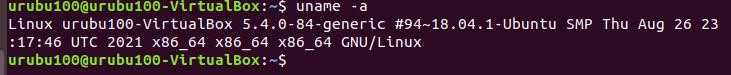 urubu100@urubu100-VirtualBox:~$ uname -a
Linux urubu100-VirtualBox 5.4.0-84-generic #94~18.04.1-Ubuntu SMP Thu Aug 26 23
:17:46 UTC 2021 x86_64 x86_64 x86_64 GNU/Linux
urubu100@urubu100-VirtualBox:~$